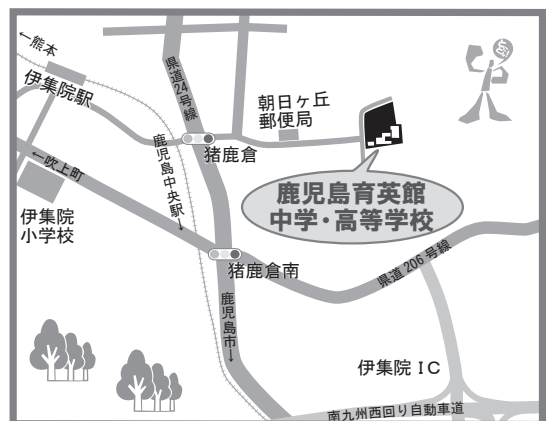 ←熊本
伊集院駅
県道24号線
朝日ヶ丘
郵便局
猪鹿倉
鹿児島中央駅→
←吹上町
伊集院
小学校
鹿児島育英館
中学・高等学校
猪鹿倉南
県道206号線
鹿児島市→
伊集院IC
南九州西回り自動車道